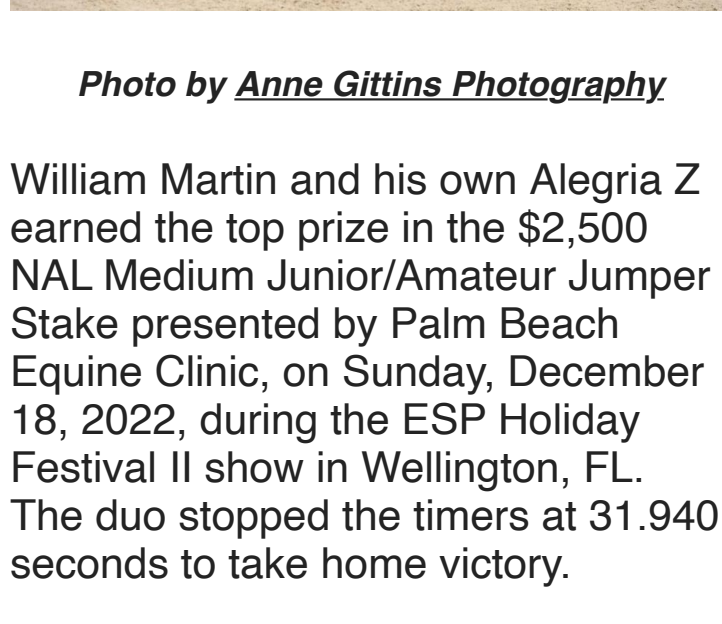 Photo by Anne Gittins Photography
William Martin and his own Alegria Z
earned the top prize in the $2,500
NAL Medium Junior/Amateur Jumper
Stake presented by Palm Beach
Equine Clinic, on Sunday, December
18, 2022, during the ESP Holiday
Festival II show in Wellington, FL.
The duo stopped the timers at 31.940
seconds to take home victory.